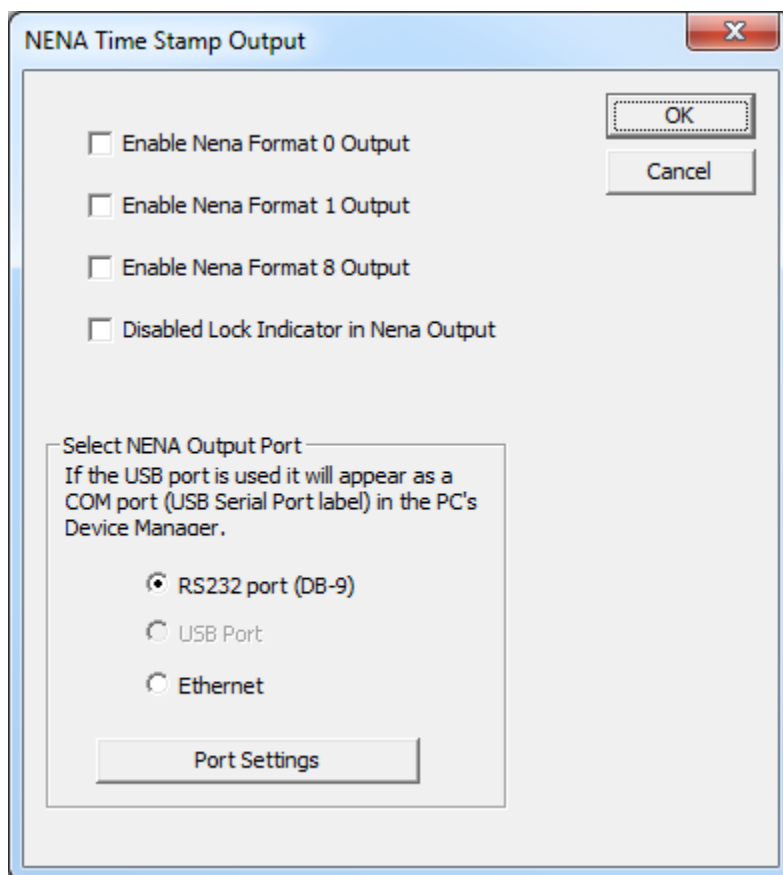 NENA Time Stamp Output
OK
Cancel
Enable Nena Format 0 Output
Enable Nena Format 1 Output
Enable Nena Format 8 Output
Disabled Lock Indicator in Nena Output
Select NENA Output Port
If the USB port is used it will appear as a
COM port (USB Serial Port label) in the PC's
Device Manager.
RS232 port (DB-9)
USB Port
Ethernet
Port Settings